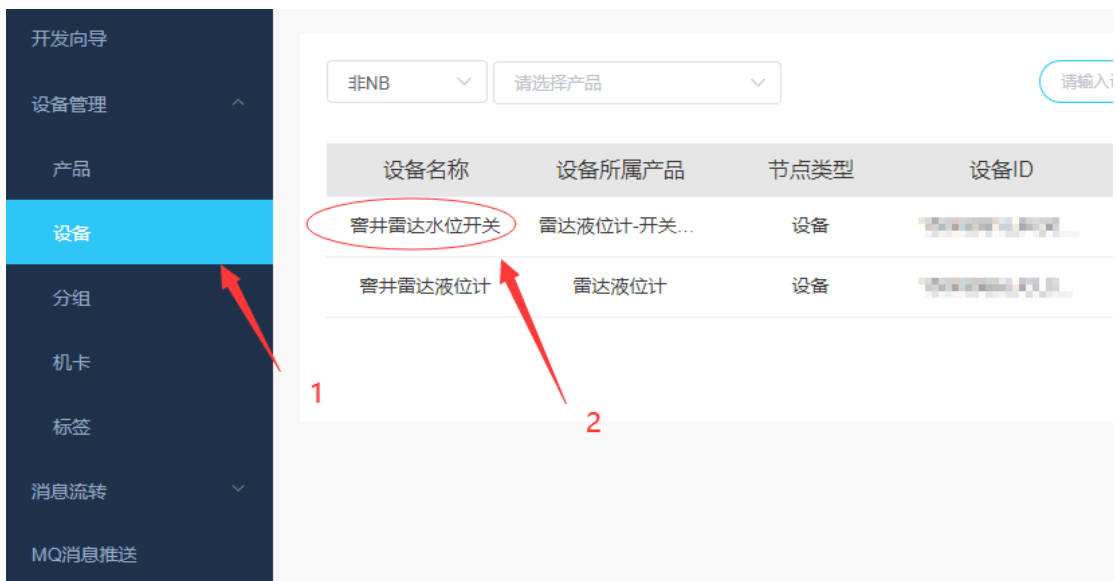 开发向导
设备管理
产品
设备
分组
机卡
标签
消息流转
MQ消息推送
非NB 请选择产品 请输入
设备名称 设备所属产品 节点类型 设备ID
窨井雷达水位开关 雷达液位计-开关... 设备
窨井雷达液位计 雷达液位计 设备
1
2